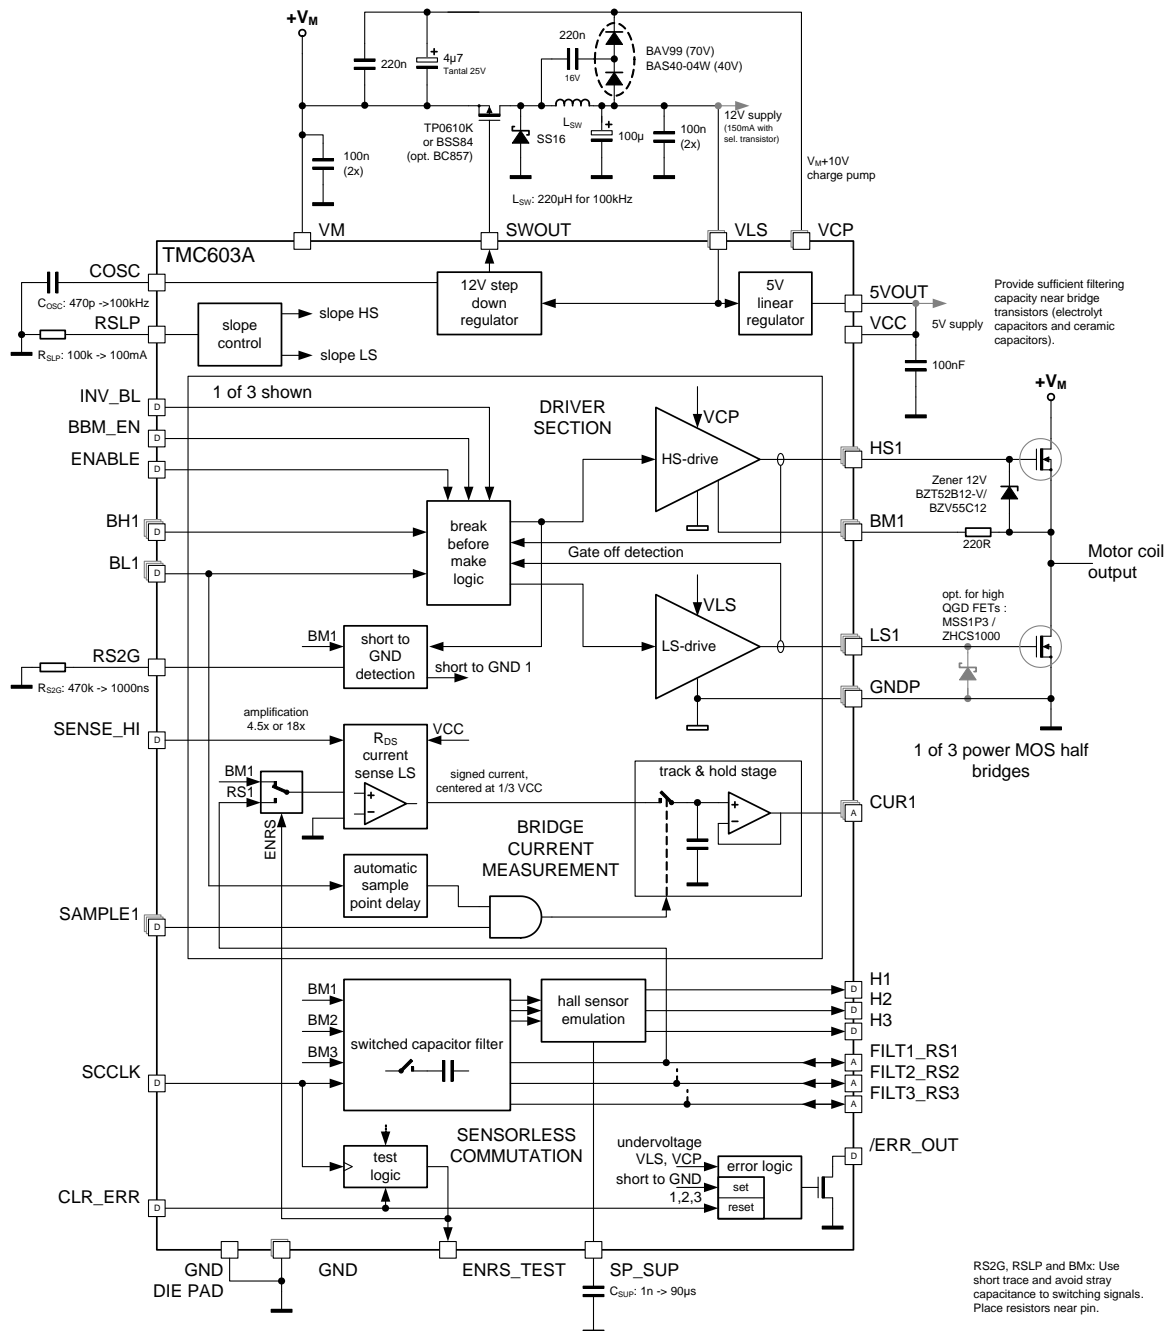 +VM
220n
4µ7
Tantal 25V
220n
16V
BAV99 (70V)
BAS40-04W (40V)
TP0610K
or BSS84
(opt. BC857)
SS16
LSW
100µ
100n
(2x)
12V supply
(150mA with
sel. transistor)
100n
(2x)
LSW: 220µH for 100kHz
VM+10V
charge pump
VM
SWOUT
VLS
VCP
TMC603A
COSC
COSC: 470p ->100kHz
RSLP
RSLP: 100k -> 100mA
slope
control
slope HS
slope LS
12V step
down
regulator
5V
linear
regulator
5VOUT
VCC
5V supply
100nF
Provide sufficient filtering
capacity near bridge
transistors (electrolyt
capacitors and ceramic
capacitors).
1 of 3 shown
INV_BL
D
BBM_EN
D
ENABLE
D
BH1
D
BL1
D
DRIVER
SECTION
VCP
HS-drive
HS1
+VM
Zener 12V
BZT52B12-V/
BZV55C12
BM1
220R
break
before
make
logic
Gate off detection
Motor coil
output
VLS
LS-drive
LS1
opt. for high
QGD FETs :
MSS1P3 /
ZHCS1000
GNDP
BM1
short to
GND
detection
short to GND 1
RS2G
RS2G: 470k -> 1000ns
1 of 3 power MOS half
bridges
SENSE_HI
D
amplification
4.5x or 18x
RDS
current
sense LS
VCC
BM1
RS1
ENRS
+
−
signed current,
centered at 1/3 VCC
track & hold stage
+
−
CUR1
A
BRIDGE
CURRENT
MEASUREMENT
automatic
sample
point delay
SAMPLE1
D
BM1
BM2
BM3
switched capacitor filter
hall sensor
emulation
H1
D
H2
D
H3
D
FILT1_RS1
A
FILT2_RS2
A
FILT3_RS3
A
SCCLK
D
SENSORLESS
COMMUTATION
test
logic
CLR_ERR
D
undervoltage
VLS, VCP
short to GND
1,2,3
error logic
set
reset
/ERR_OUT
D
GND
DIE PAD
GND
ENRS_TEST
SP_SUP
CSUP: 1n -> 90µs
RS2G, RSLP and BMx: Use
short trace and avoid stray
capacitance to switching signals.
Place resistors near pin.